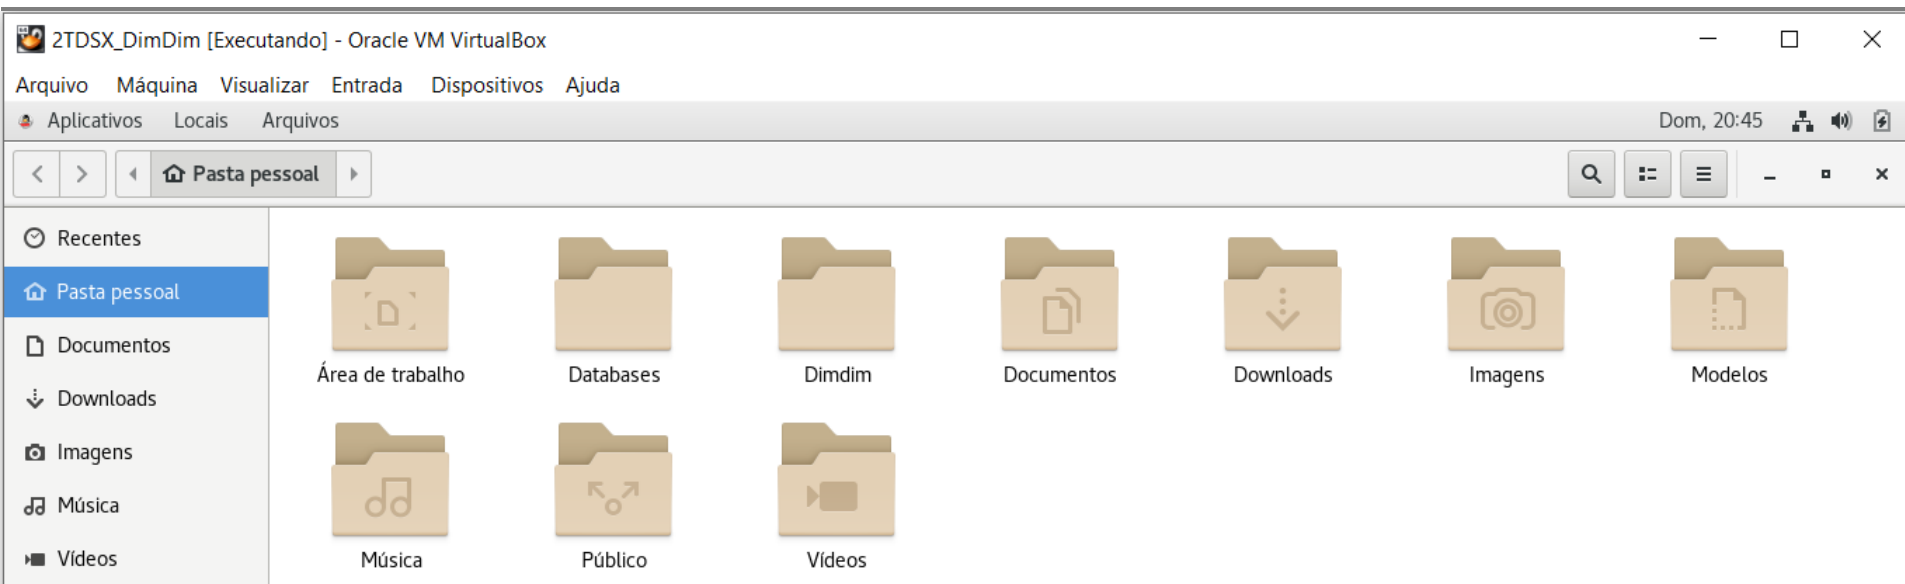 2TDSX_DimDim [Executando] - Oracle VM VirtualBox
Arquivo Máquina Visualizar Entrada Dispositivos Ajuda
Aplicativos Locais Arquivos Dom, 20:45
Pasta pessoal
Recentes
Pasta pessoal
Documentos
Downloads
Imagens
Música
Vídeos
Área de trabalho Databases Dimdim Documentos Downloads Imagens Modelos
Música Público Vídeos